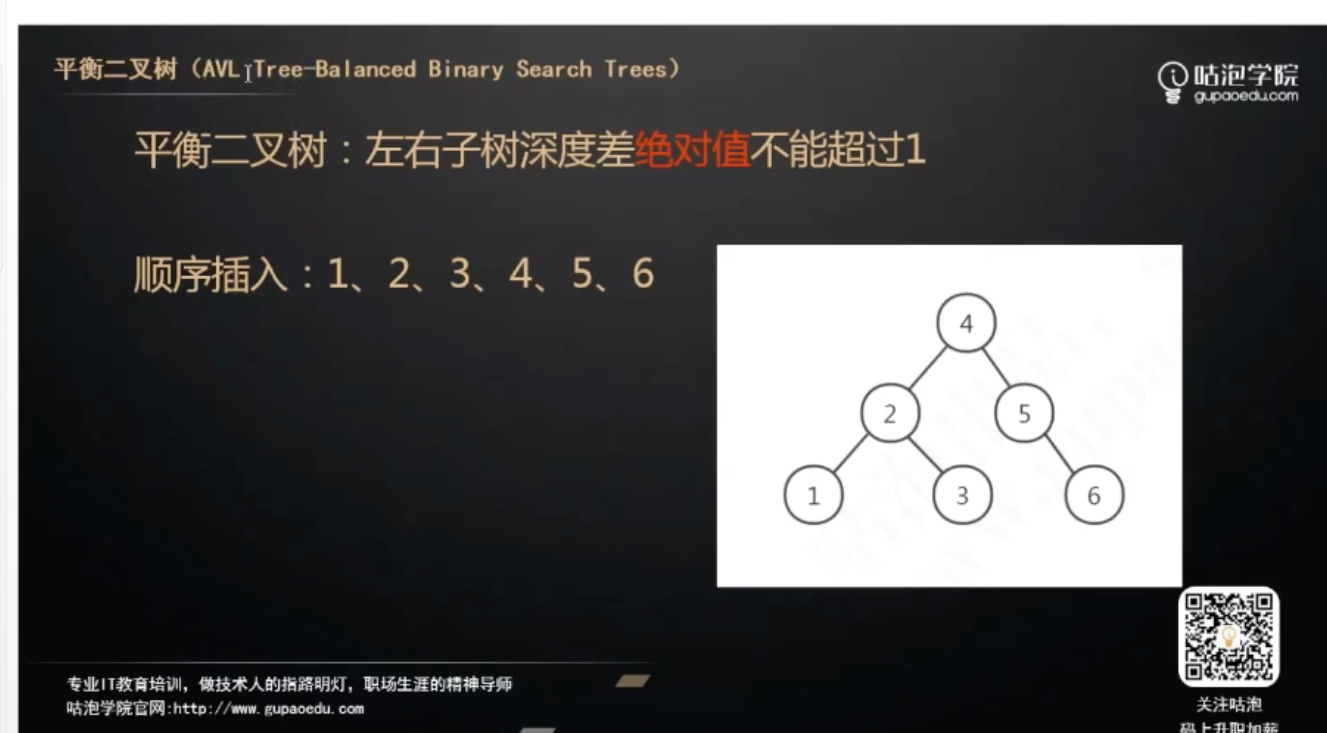 平衡二叉树（AVL Tree-Balanced Binary Search Trees）
咕泡学院
gupaoedu.com
平衡二叉树：左右子树深度差绝对值不能超过1
顺序插入：1、2、3、4、5、6
4
2
5
1
3
6
专业IT教育培训，做技术人的指路明灯，职场生涯的精神导师
咕泡学院官网:http://www.gupaoedu.com
关注咕泡
码上升职加薪